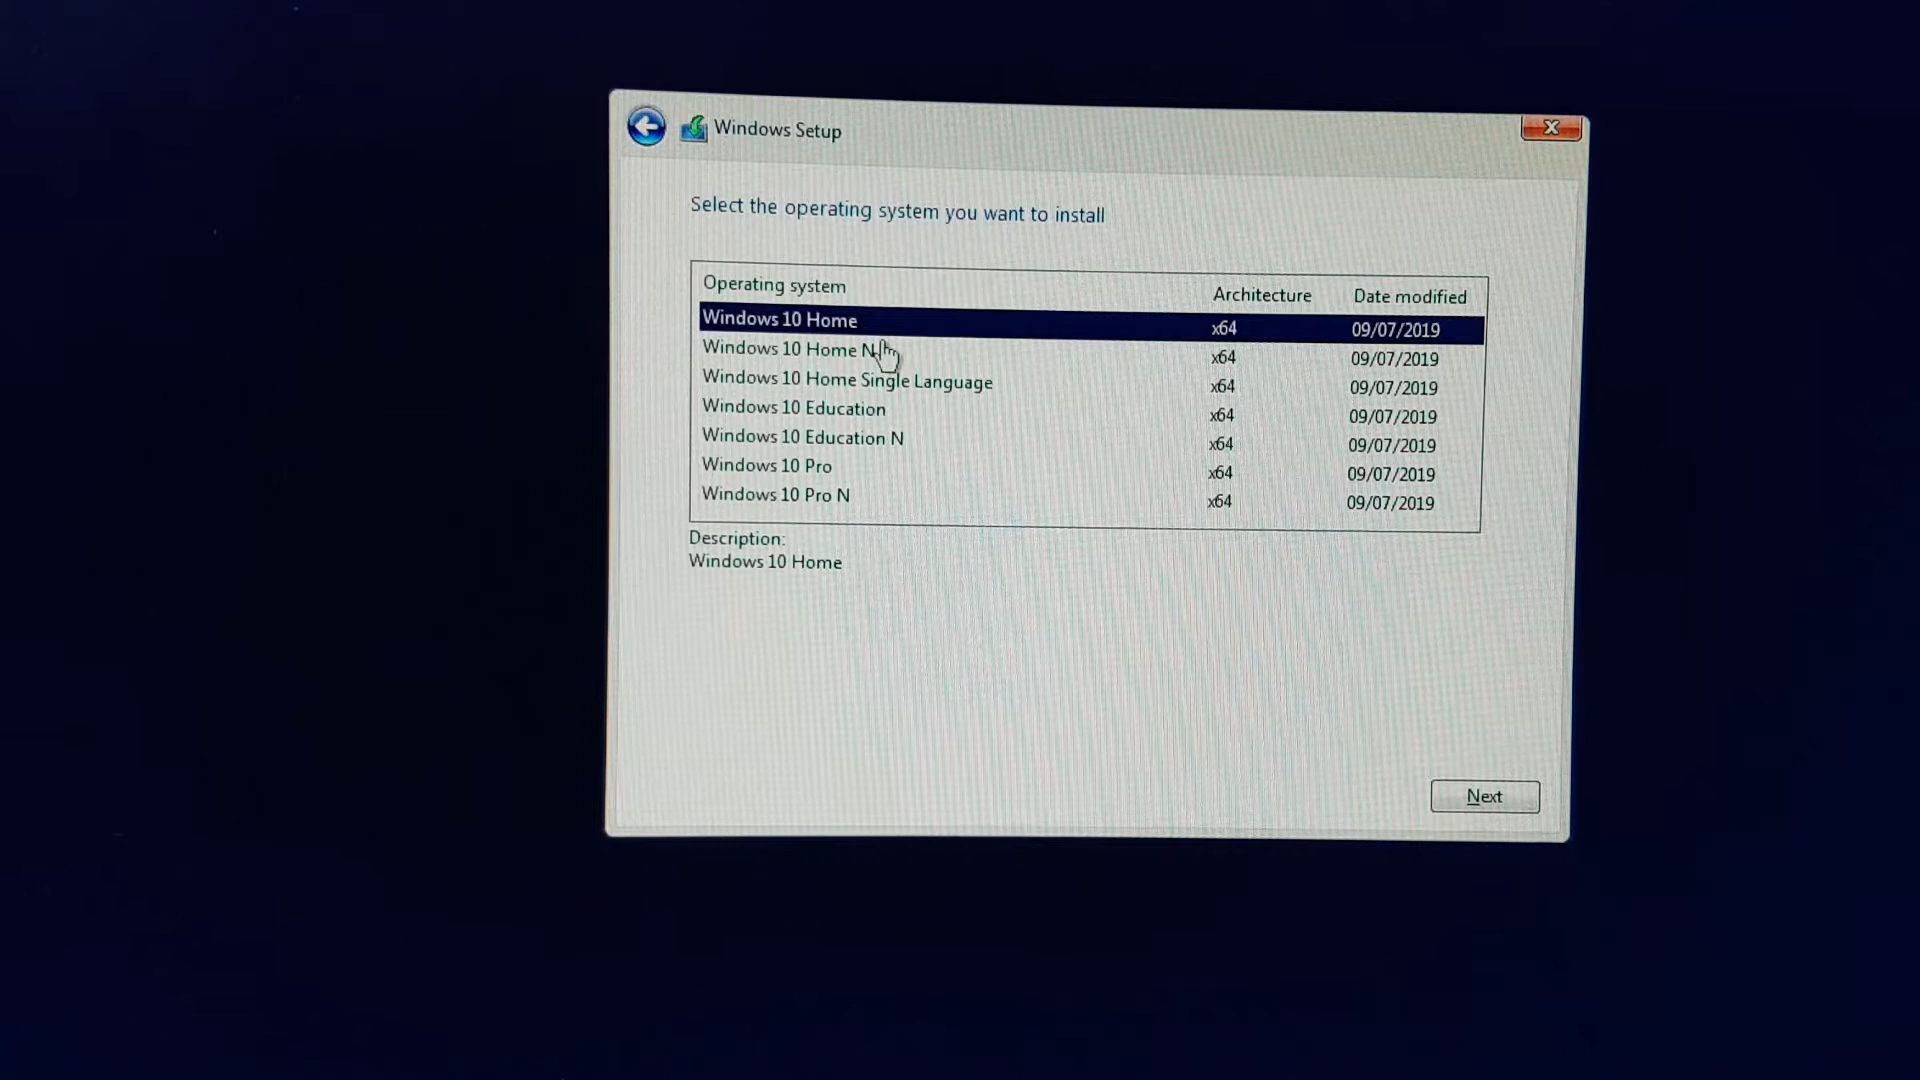 Windows Setup
Select the operating system you want to install
Operating system Architecture Date modified
Windows 10 Home x64 09/07/2019
Windows 10 Home N x64 09/07/2019
Windows 10 Home Single Language x64 09/07/2019
Windows 10 Education x64 09/07/2019
Windows 10 Education N x64 09/07/2019
Windows 10 Pro x64 09/07/2019
Windows 10 Pro N x64 09/07/2019
Description:
Windows 10 Home
Next